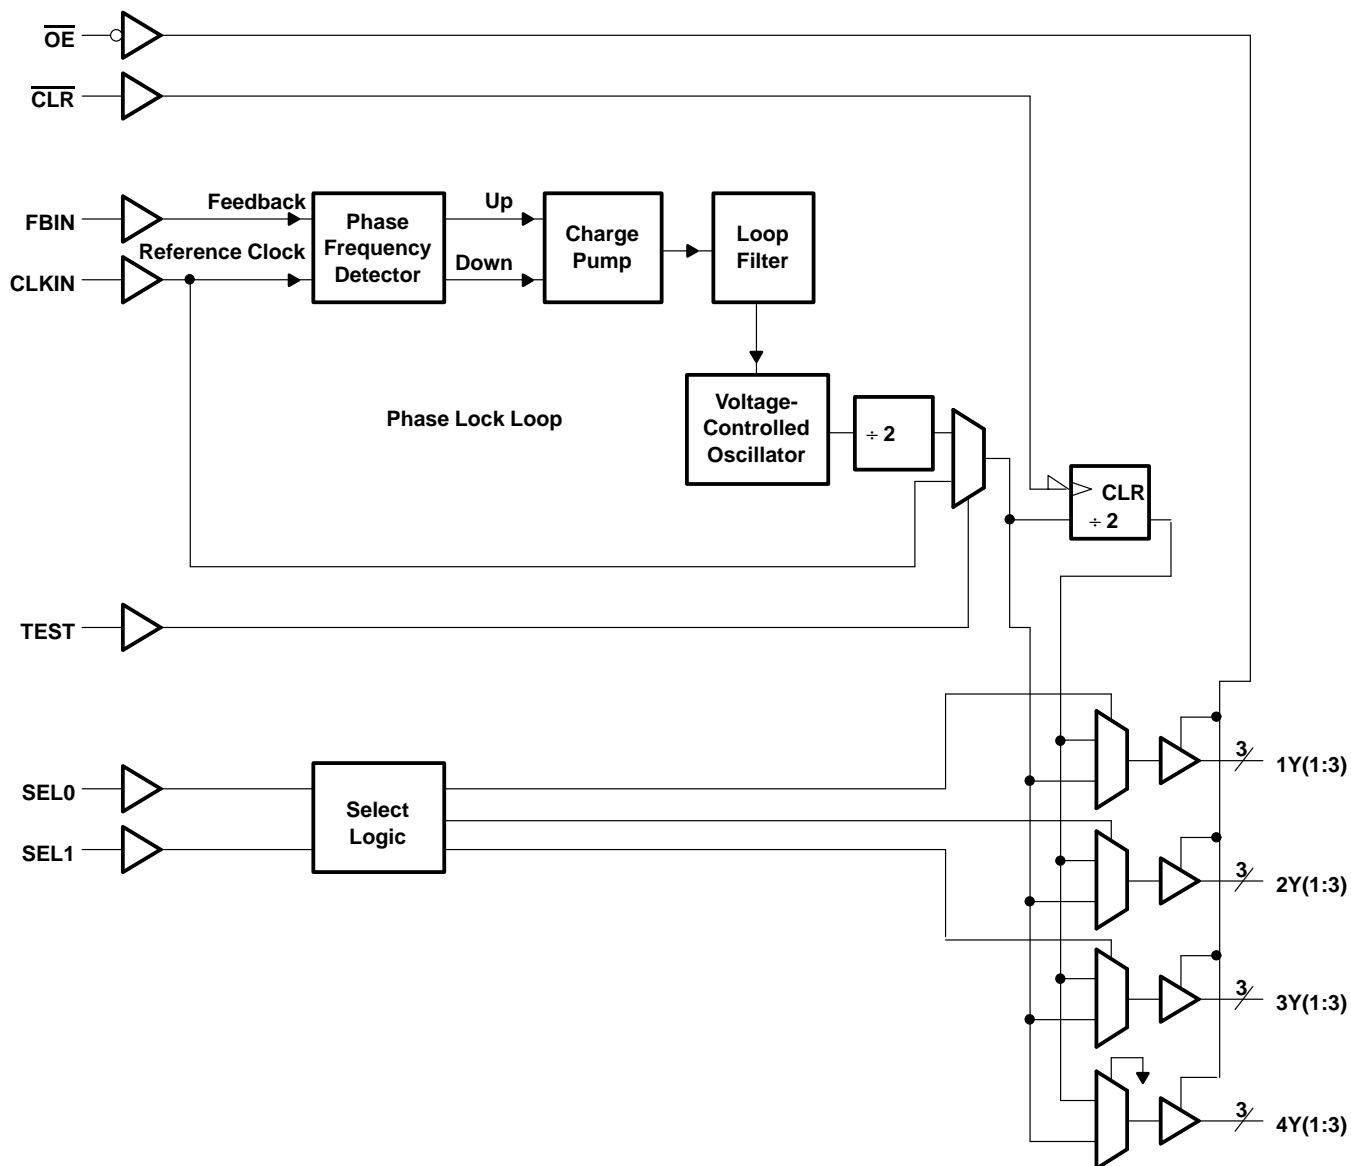 OE
CLR
FBIN
Feedback
Reference Clock
CLKIN
Phase
Frequency
Detector
Up
Down
Charge
Pump
Loop
Filter
Phase Lock Loop
Voltage-
Controlled
Oscillator
÷ 2
CLR
÷ 2
TEST
SEL0
SEL1
Select
Logic
3
1Y(1:3)
3
2Y(1:3)
3
3Y(1:3)
3
4Y(1:3)